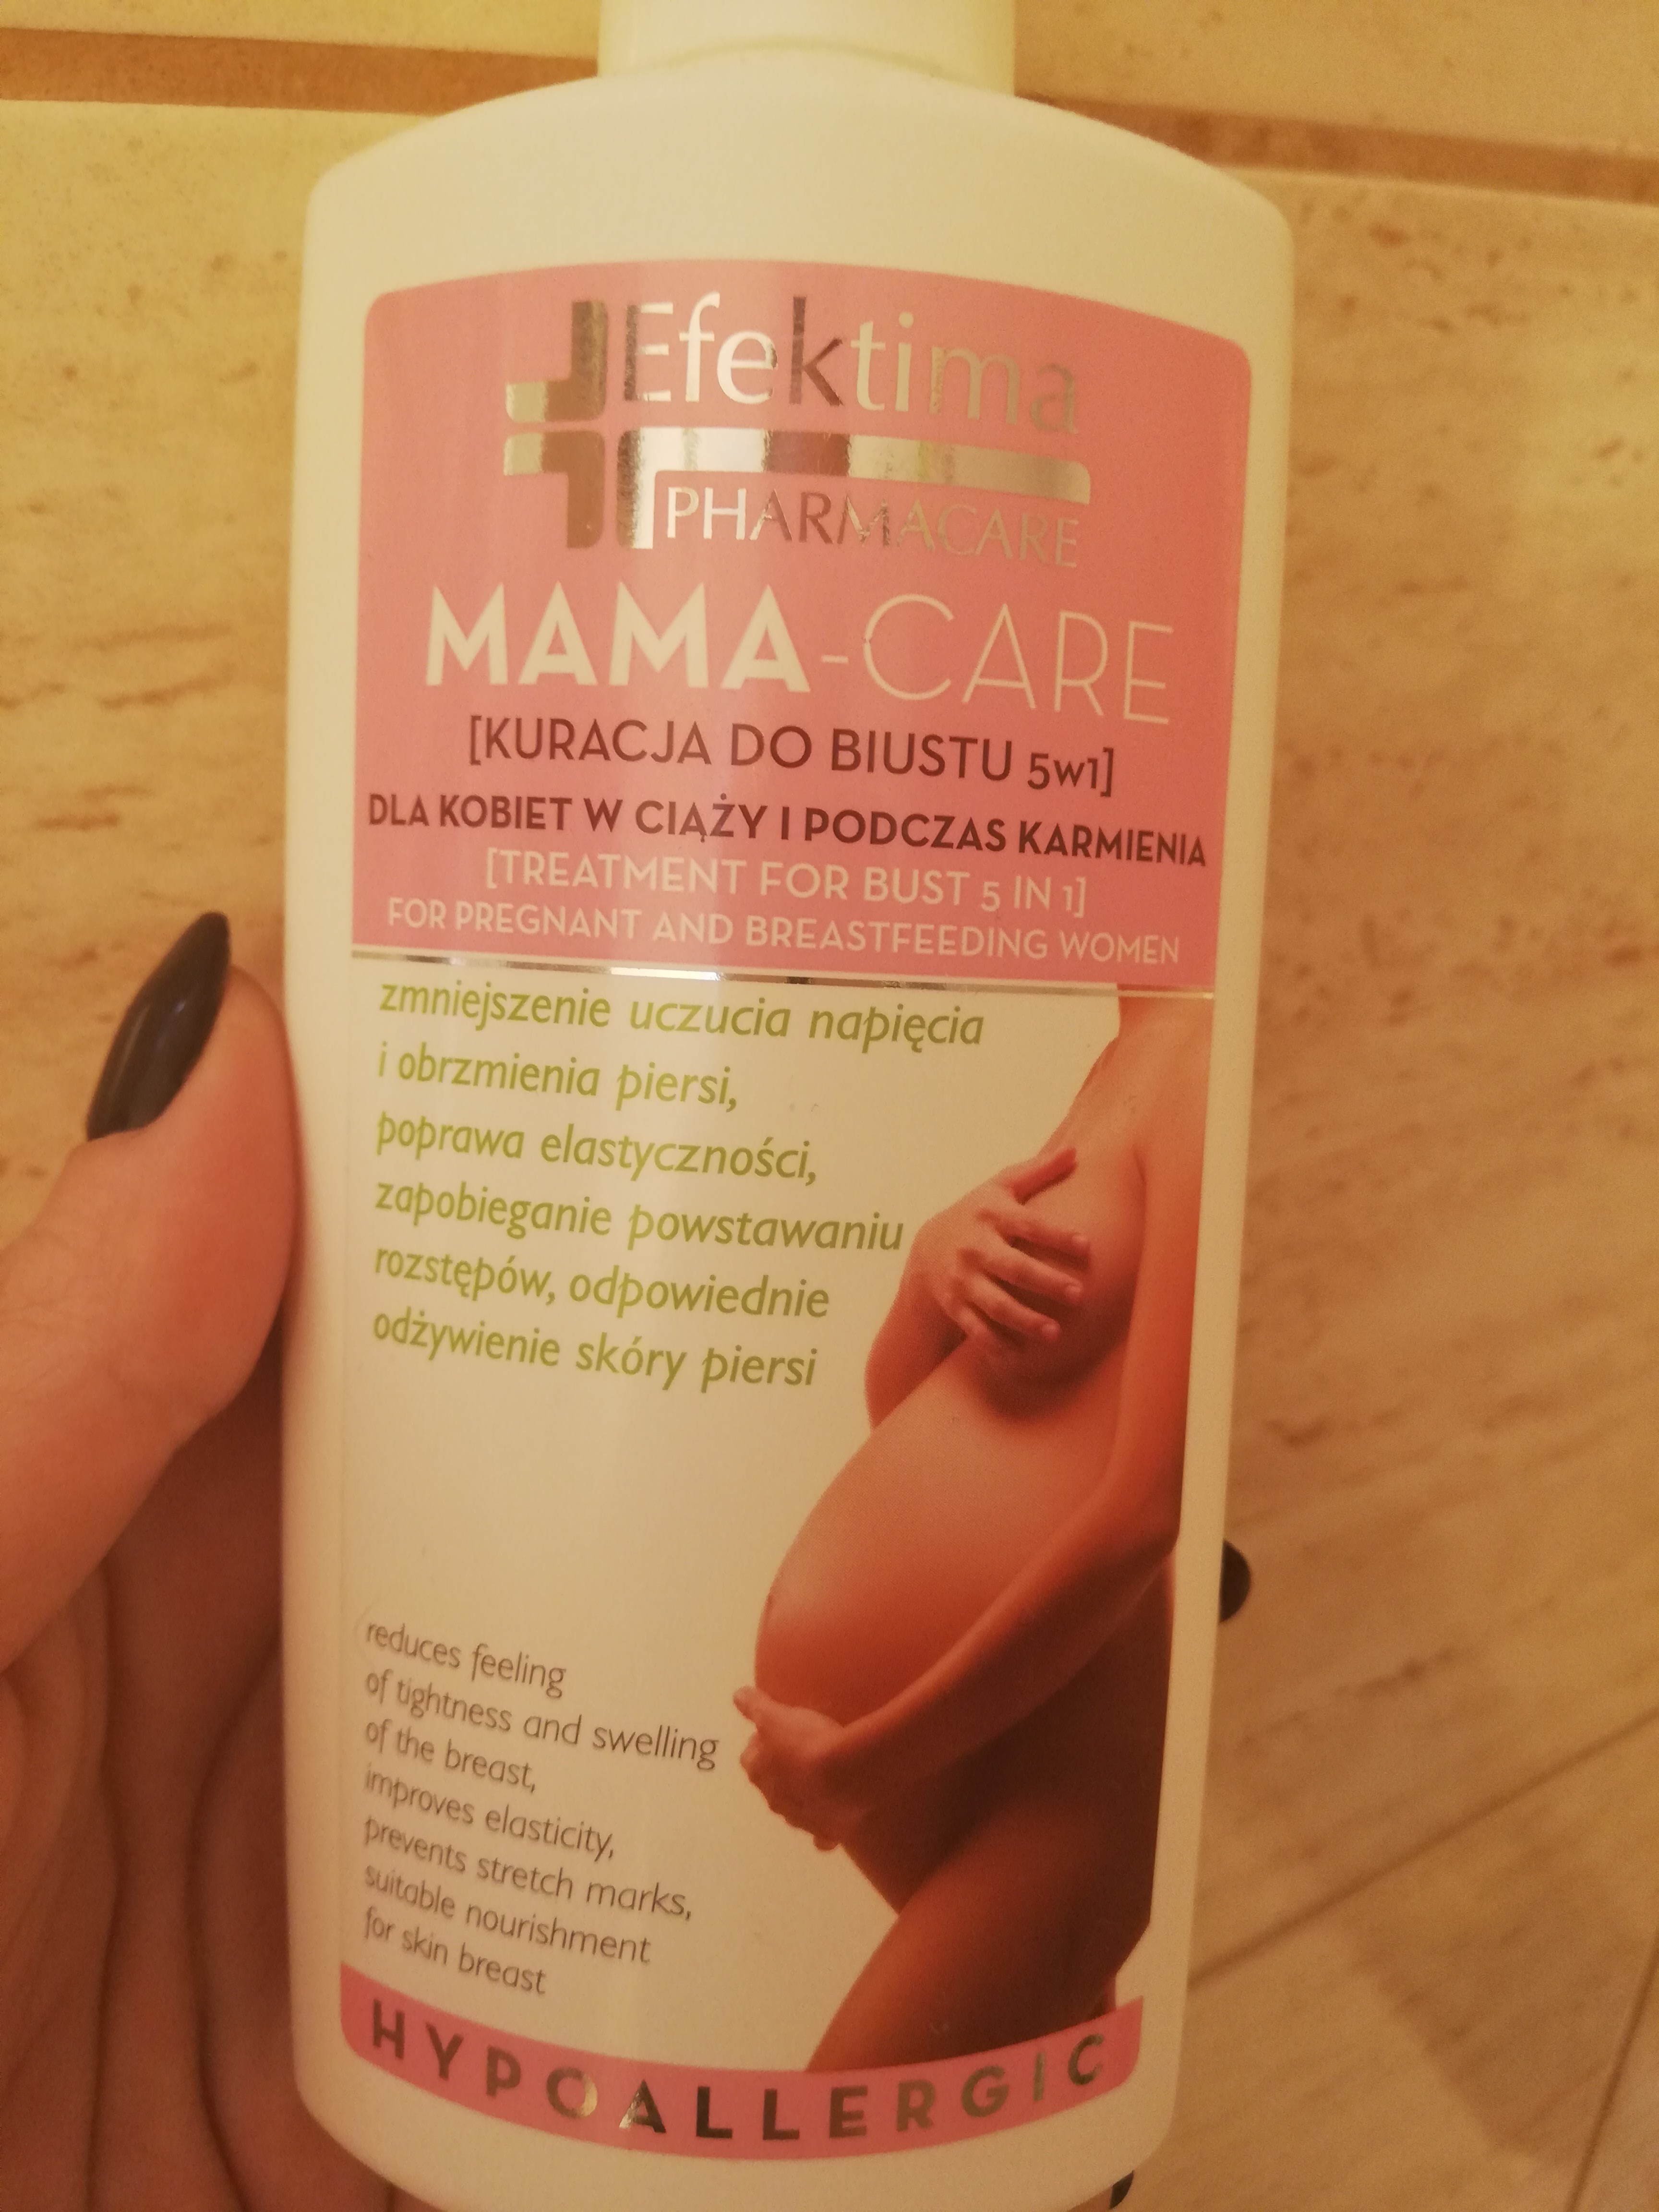 Efektima
PHARMACARE
MAMA-CARE
[KURACJA DO BIUSTU 5w1]
DLA KOBIET W CIĄŻY I PODCZAS KARMIENIA
[TREATMENT FOR BUST 5 IN 1]
FOR PREGNANT AND BREASTFEEDING WOMEN
zmniejszenie uczucia napięcia
i obrzmienia piersi,
poprawa elastyczności,
zapobieganie powstawaniu
rozstępów, odpowiednie
odżywienie skóry piersi
reduces feeling
of tightness and swelling
of the breast,
improves elasticity,
prevents stretch marks,
suitable nourishment
for skin breast
HYPOALLERGIC